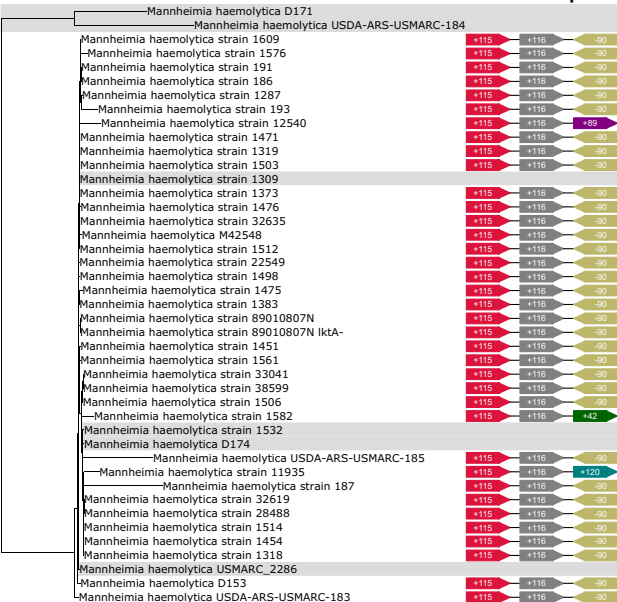 Mannheimia haemolytica D171
Mannheimia haemolytica USDA-ARS-USMARC-184
Mannheimia haemolytica strain 1609 +115 +116 -90
Mannheimia haemolytica strain 1576 +115 +116 -90
Mannheimia haemolytica strain 191 +115 +116 -90
Mannheimia haemolytica strain 186 +115 +116 -90
Mannheimia haemolytica strain 1287 +115 +116 -90
Mannheimia haemolytica strain 193 +115 +116 -90
Mannheimia haemolytica strain 12540 +115 +116 +89
Mannheimia haemolytica strain 1471 +115 +116 -90
Mannheimia haemolytica strain 1319 +115 +116 -90
Mannheimia haemolytica strain 1503 +115 +116 -90
Mannheimia haemolytica strain 1309
Mannheimia haemolytica strain 1373 +115 +116 -90
Mannheimia haemolytica strain 1476 +115 +116 -90
Mannheimia haemolytica strain 32635 +115 +116 -90
Mannheimia haemolytica M42548 +115 +116 -90
Mannheimia haemolytica strain 1512 +115 +116 -90
Mannheimia haemolytica strain 22549 +115 +116 -90
Mannheimia haemolytica strain 1498 +115 +116 -90
Mannheimia haemolytica strain 1475 +115 +116 -90
Mannheimia haemolytica strain 1383 +115 +116 -90
Mannheimia haemolytica strain 89010807N +115 +116 -90
Mannheimia haemolytica strain 89010807N lktA- +115 +116 -90
Mannheimia haemolytica strain 1451 +115 +116 -90
Mannheimia haemolytica strain 1561 +115 +116 -90
Mannheimia haemolytica strain 33041 +115 +116 -90
Mannheimia haemolytica strain 38599 +115 +116 -90
Mannheimia haemolytica strain 1506 +115 +116 -90
Mannheimia haemolytica strain 1582 +115 +116 +42
Mannheimia haemolytica strain 1532
Mannheimia haemolytica D174
Mannheimia haemolytica USDA-ARS-USMARC-185 +115 +116 -90
Mannheimia haemolytica strain 11935 +115 +116 +120
Mannheimia haemolytica strain 187 +115 +116 -90
Mannheimia haemolytica strain 32619 +115 +116 -90
Mannheimia haemolytica strain 28488 +115 +116 -90
Mannheimia haemolytica strain 1514 +115 +116 -90
Mannheimia haemolytica strain 1454 +115 +116 -90
Mannheimia haemolytica strain 1318 +115 +116 -90
Mannheimia haemolytica USMARC_2286
Mannheimia haemolytica D153 +115 +116 -90
Mannheimia haemolytica USDA-ARS-USMARC-183 +115 +116 -90